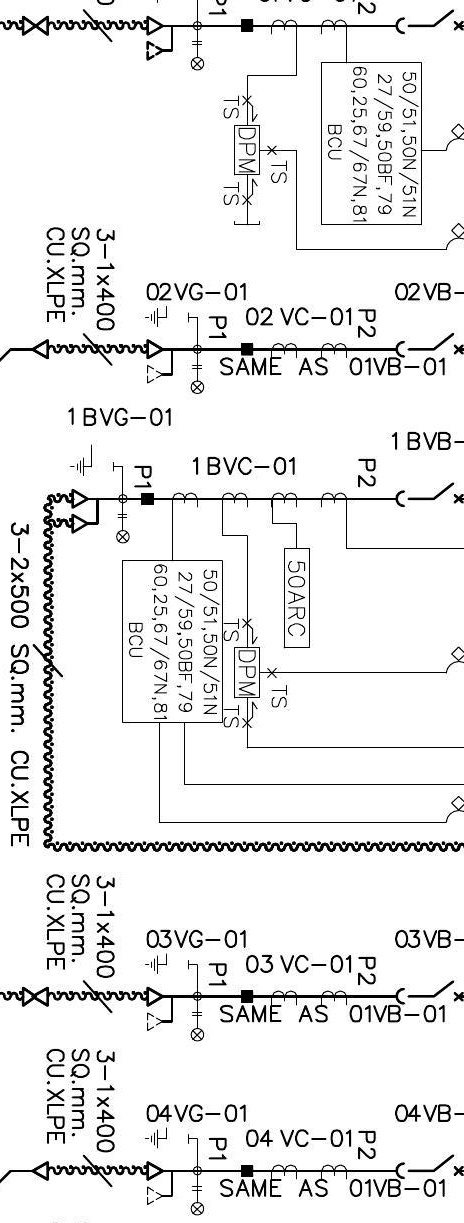 P1
P2
TS
DPM
TS
TS
50/51,50N/51N
27/59,50BF,79
60,25,67/67N,81
BCU
3-1x400
SQ.mm.
CU.XLPE
02VG-01
P1
02 VC-01
P2
02VB-
SAME AS 01VB-01
1BVG-01
P1
1BVC-01
P2
1BVB-
3-2x500 SQ.mm. CU.XLPE
50/51,50N/51N
27/59,50BF,79
60,25,67/67N,81
BCU
TS
DPM
TS
TS
50ARC
3-1x400
SQ.mm.
CU.XLPE
03VG-01
P1
03 VC-01
P2
03VB-
SAME AS 01VB-01
3-1x400
SQ.mm.
CU.XLPE
04VG-01
P1
04 VC-01
P2
04VB-
SAME AS 01VB-01